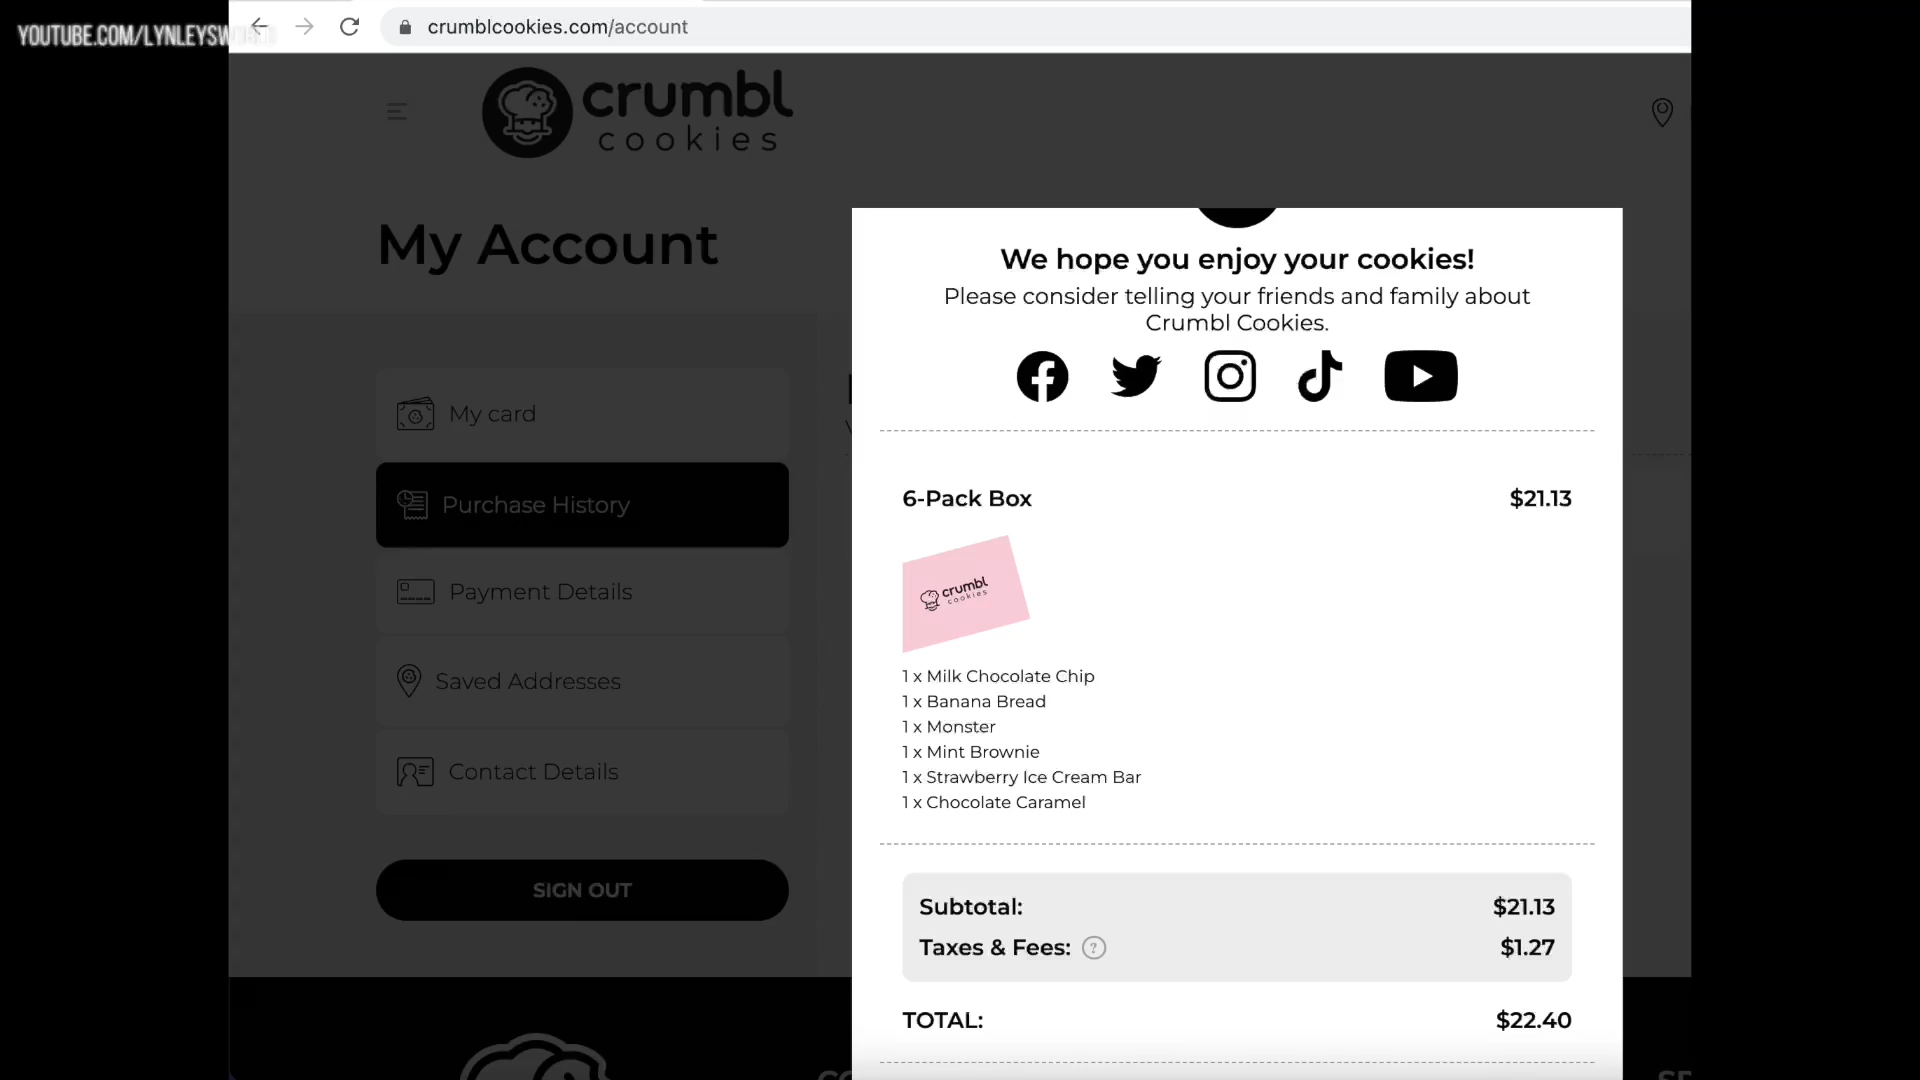 YOUTUBE.COM/LYNLEYSW
crumblcookies.com/account
crumbl
cookies
My Account
My card
Purchase History
Payment Details
Saved Addresses
Contact Details
SIGN OUT
We hope you enjoy your cookies!
Please consider telling your friends and family about
Crumbl Cookies.
6-Pack Box $21.13
crumbl
cookies
1 x Milk Chocolate Chip
1 x Banana Bread
1 x Monster
1 x Mint Brownie
1 x Strawberry Ice Cream Bar
1 x Chocolate Caramel
Subtotal: $21.13
Taxes & Fees: ? $1.27
TOTAL: $22.40